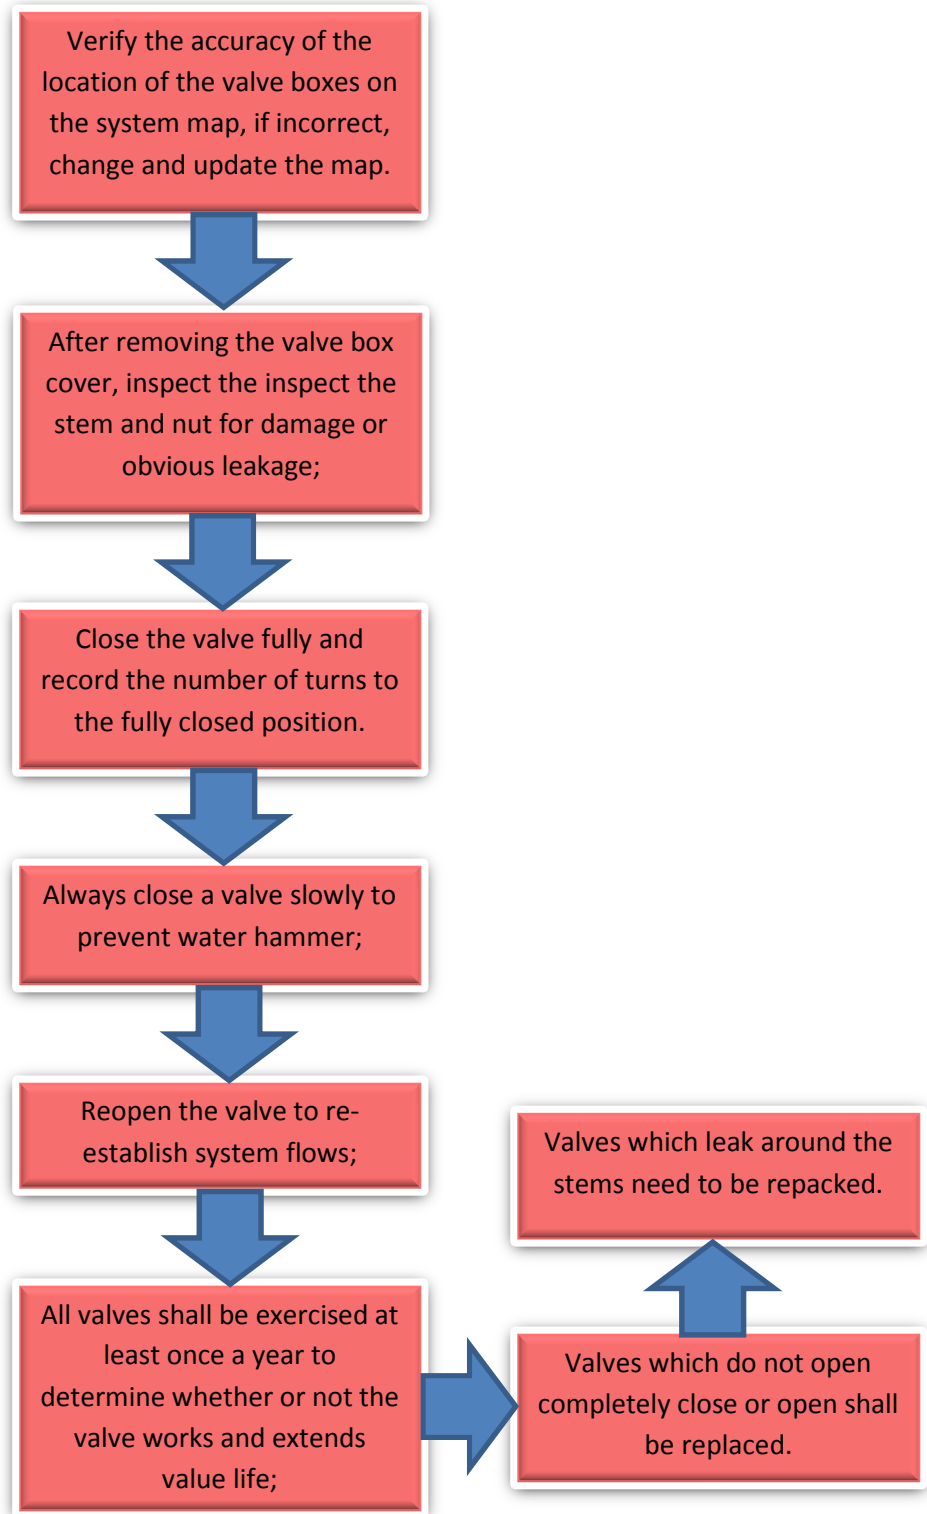 Verify the accuracy of the
location of the valve boxes on
the system map, if incorrect,
change and update the map.
After removing the valve box
cover, inspect the inspect the
stem and nut for damage or
obvious leakage;
Close the valve fully and
record the number of turns to
the fully closed position.
Always close a valve slowly to
prevent water hammer;
Reopen the valve to re-
establish system flows;
All valves shall be exercised at
least once a year to
determine whether or not the
valve works and extends
value life;
Valves which do not open
completely close or open shall
be replaced.
Valves which leak around the
stems need to be repacked.